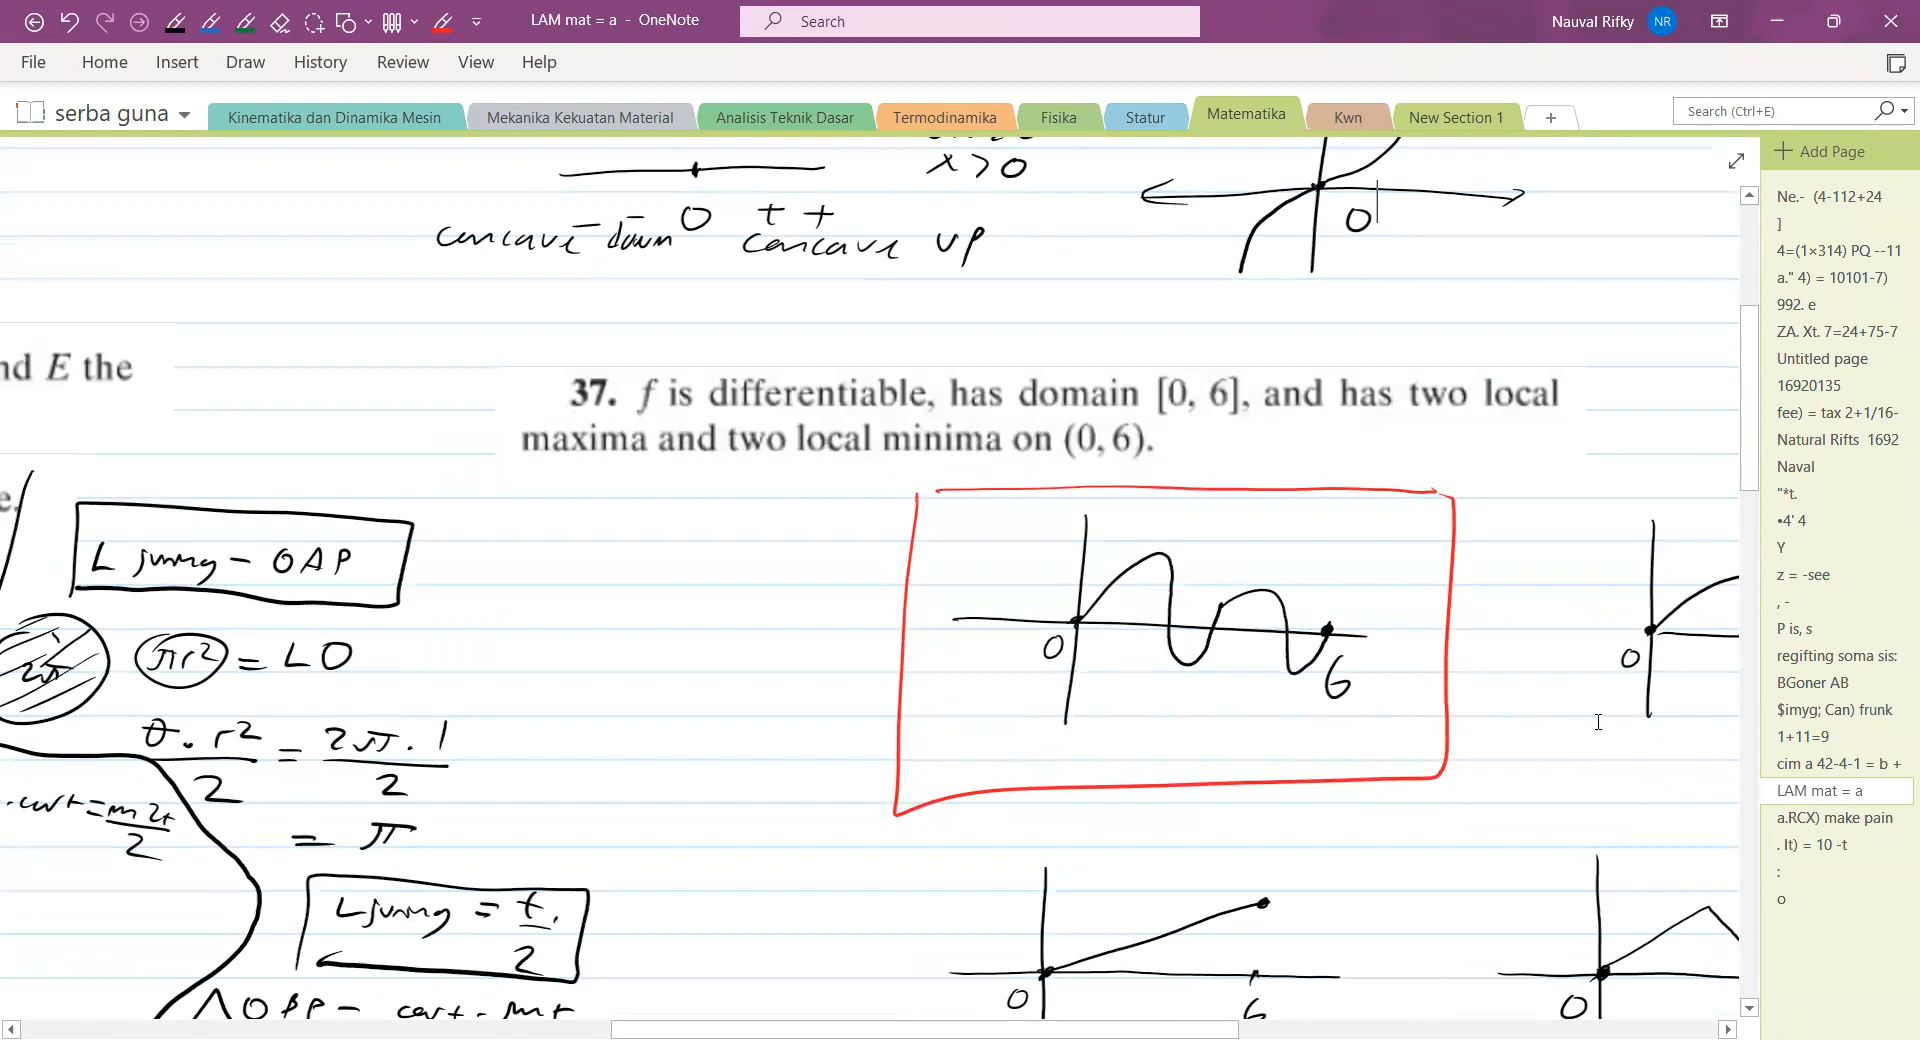 LAM mat = a - OneNote
Search
Nauval Rifky
NR
File Home Insert Draw History Review View Help
serba guna
Kinematika dan Dinamika Mesin
Mekanika Kekuatan Material
Analisis Teknik Dasar
Termodinamika
Fisika
Statur
Matematika
Kwn
New Section 1
+
Search (Ctrl+E)
Add Page
Ne.- (4-112+24
]
4=(1×314) PQ --11
a." 4) = 10101-7)
992. e
ZA. Xt. 7=24+75-7
Untitled page
16920135
fee) = tax 2+1/16-
Natural Rifts 1692
Naval
"*t.
•4' 4
Y
z = -see
, -
P is, s
regifting soma sis:
BGoner AB
$imyg; Can) frunk
1+11=9
cim a 42-4-1 = b +
LAM mat = a
a.RCX) make pain
. It) = 10 -t
:
o
x > 0
0 + +
concave down concave up
0
nd E the
37. f is differentiable, has domain [0, 6], and has two local
maxima and two local minima on (0, 6).
e.
0
6
0
2π
πr² = LO
θ . r² = 2π . 1
2 2
= π
2
0
6
0